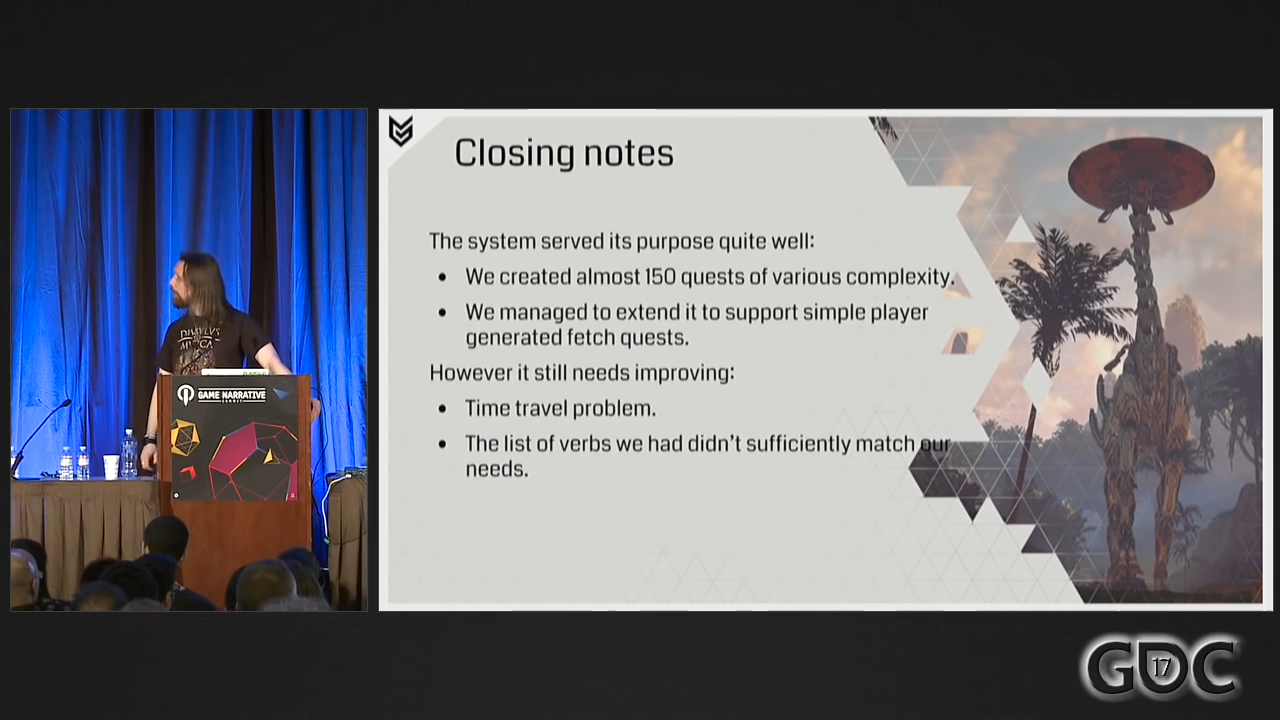 Closing notes
The system served its purpose quite well:
• We created almost 150 quests of various complexity.
• We managed to extend it to support simple player
generated fetch quests.
However it still needs improving:
• Time travel problem.
• The list of verbs we had didn't sufficiently match our
needs.
GAME NARRATIVE
SUMMIT
GDC
17